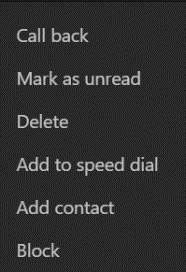 Call back
Mark as unread
Delete
Add to speed dial
Add contact
Block